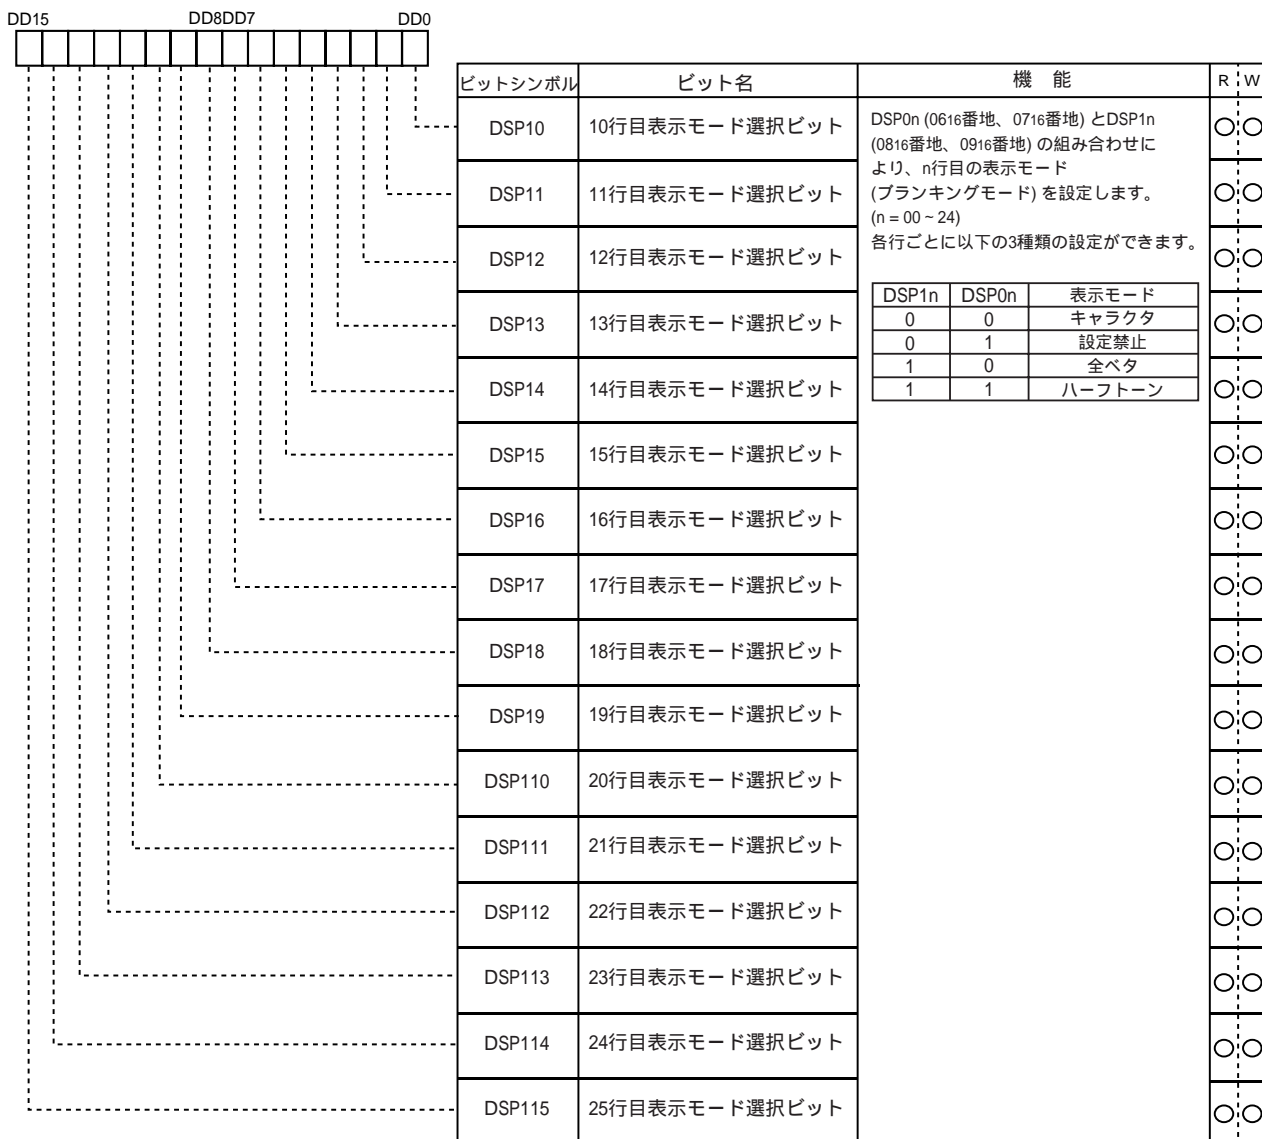 DD15 DD8DD7 DD0
ビットシンボル ビット名 機 能 R W
DSP10 10行目表示モード選択ビット ○ ○
DSP0n (0616番地、0716番地) とDSP1n
(0816番地、0916番地) の組み合わせに
より、n行目の表示モード
(ブランキングモード) を設定します。
(n = 00 ~ 24)
各行ごとに以下の3種類の設定ができます。
DSP1n DSP0n 表示モード
0 0 キャラクタ
0 1 設定禁止
1 0 全ベタ
1 1 ハーフトーン
DSP11 11行目表示モード選択ビット ○ ○
DSP12 12行目表示モード選択ビット ○ ○
DSP13 13行目表示モード選択ビット ○ ○
DSP14 14行目表示モード選択ビット ○ ○
DSP15 15行目表示モード選択ビット ○ ○
DSP16 16行目表示モード選択ビット ○ ○
DSP17 17行目表示モード選択ビット ○ ○
DSP18 18行目表示モード選択ビット ○ ○
DSP19 19行目表示モード選択ビット ○ ○
DSP110 20行目表示モード選択ビット ○ ○
DSP111 21行目表示モード選択ビット ○ ○
DSP112 22行目表示モード選択ビット ○ ○
DSP113 23行目表示モード選択ビット ○ ○
DSP114 24行目表示モード選択ビット ○ ○
DSP115 25行目表示モード選択ビット ○ ○